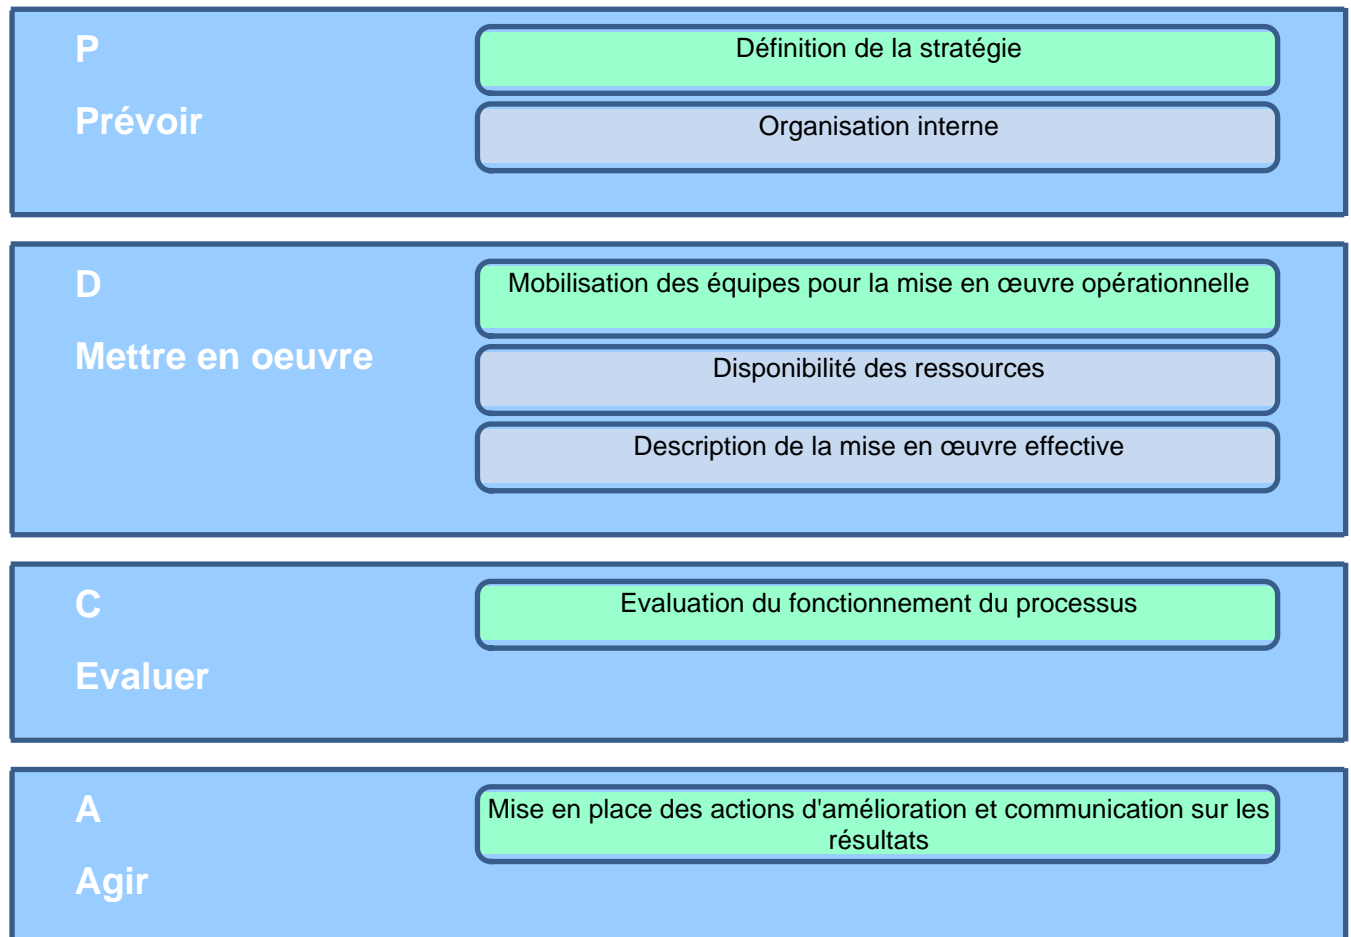 P
Prévoir
Définition de la stratégie
Organisation interne
D
Mettre en oeuvre
Mobilisation des équipes pour la mise en œuvre opérationnelle
Disponibilité des ressources
Description de la mise en œuvre effective
C
Evaluer
Evaluation du fonctionnement du processus
A
Agir
Mise en place des actions d'amélioration et communication sur les
résultats